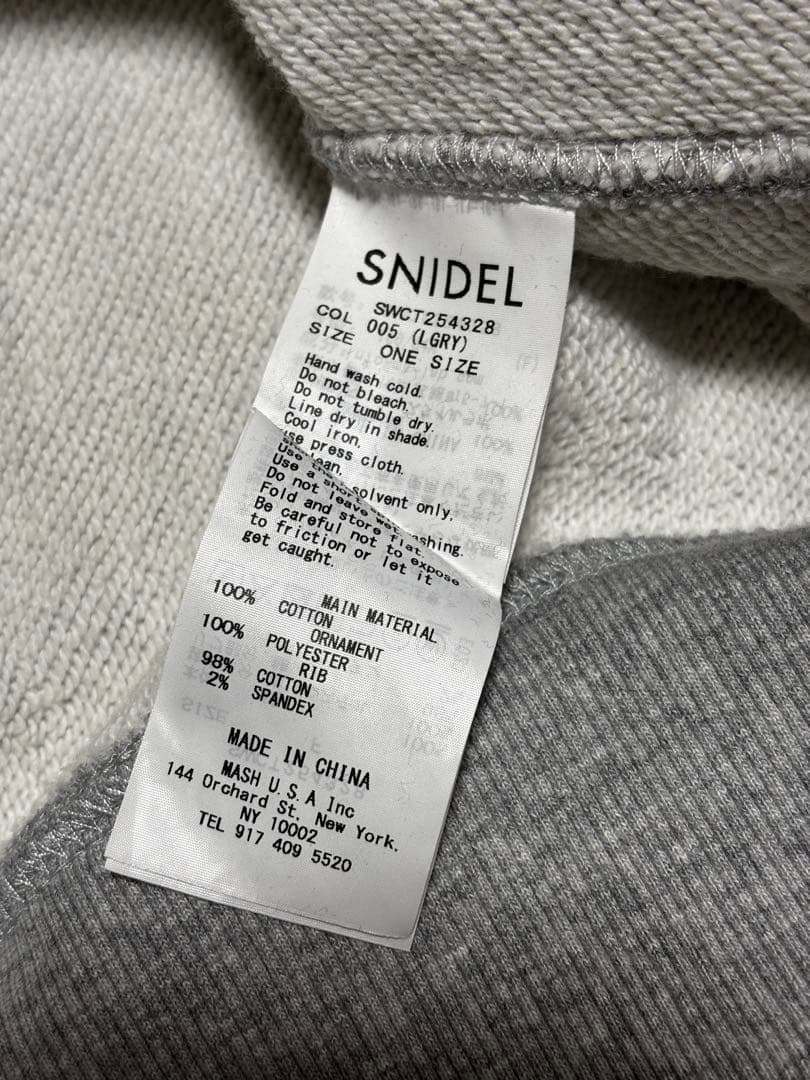 SNIDEL
SWCT254328
COL 005 (LGRY)
SIZE ONE SIZE
Hand wash cold.
Do not bleach.
Do not tumble dry.
Line dry in shade.
Cool iron.
press cloth.
solvent only.
Use a short
Do not leave wet
Fold and store flat.
Be careful not to expose
to friction or let it
get caught.
MAIN MATERIAL
100% COTTON
ORNAMENT
100% POLYESTER
RIB
98% COTTON
2% SPANDEX
MADE IN CHINA
MASH U.S.A Inc
144 Orchard St. New York.
NY 10002
TEL 917 409 5520